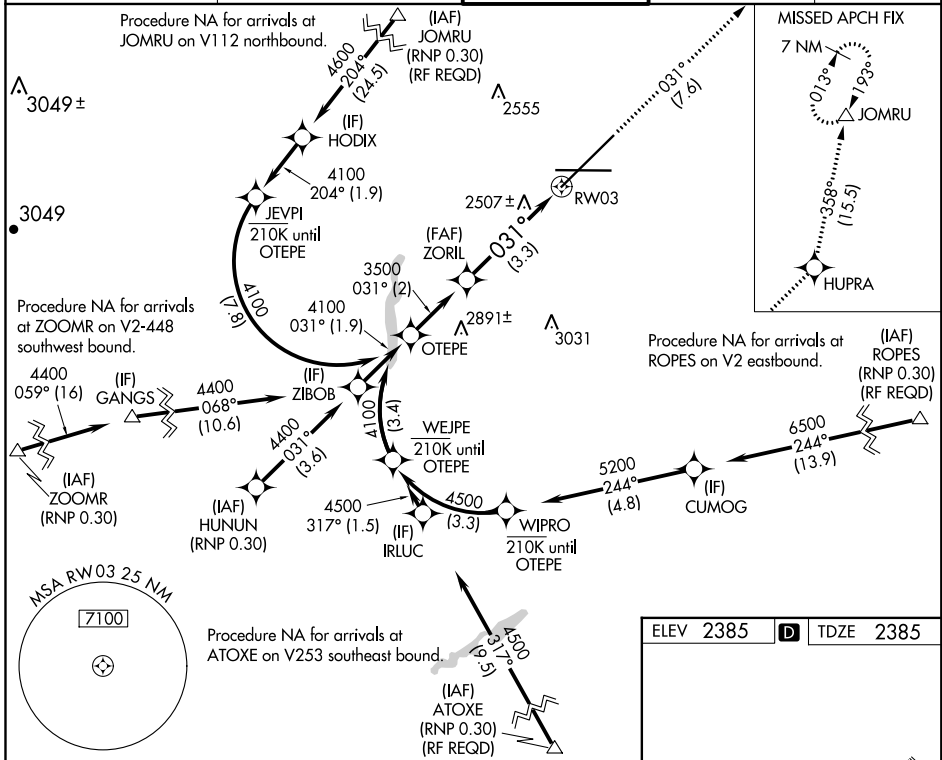 Procedure NA for arrivals at
JOMRU on V112 northbound.
(IAF)
JOMRU
(RNP 0.30)
(RF REQD)
4600
204°
(24.5)
MISSED APCH FIX
7 NM
013°
193°
JOMRU
358°
(15.5)
HUPRA
031°
(7.6)
3049 ±
2555
(IF)
HODIX
4100
204° (1.9)
JEVPI
210K until
OTEPE
3049
2507 ±
RW03
(FAF)
ZORIL
031°
(3.3)
3500
031° (2)
4100
(7.8)
4100
031° (1.9)
OTEPE
2891±
3031
Procedure NA for arrivals
at ZOOMR on V2-448
southwest bound.
Procedure NA for arrivals at
ROPES on V2 eastbound.
(IAF)
ROPES
(RNP 0.30)
(RF REQD)
4400
059° (16)
(IF)
GANGS
4400
068°
(10.6)
(IF)
ZIBOB
4400
031°
(3.6)
4100
(3.4)
WEJPE
210K until
OTEPE
6500
244°
(13.9)
5200
244°
(4.8)
(IF)
CUMOG
(IAF)
ZOOMR
(RNP 0.30)
(IAF)
HUNUN
(RNP 0.30)
4500
317° (1.5)
(IF)
IRLUC
4500
(3.3)
WIPRO
210K until
OTEPE
MSA RW03 25 NM
7100
Procedure NA for arrivals at
ATOXE on V253 southeast bound.
4500
317°
(9.5)
(IAF)
ATOXE
(RNP 0.30)
(RF REQD)
ELEV 2385 D TDZE 2385